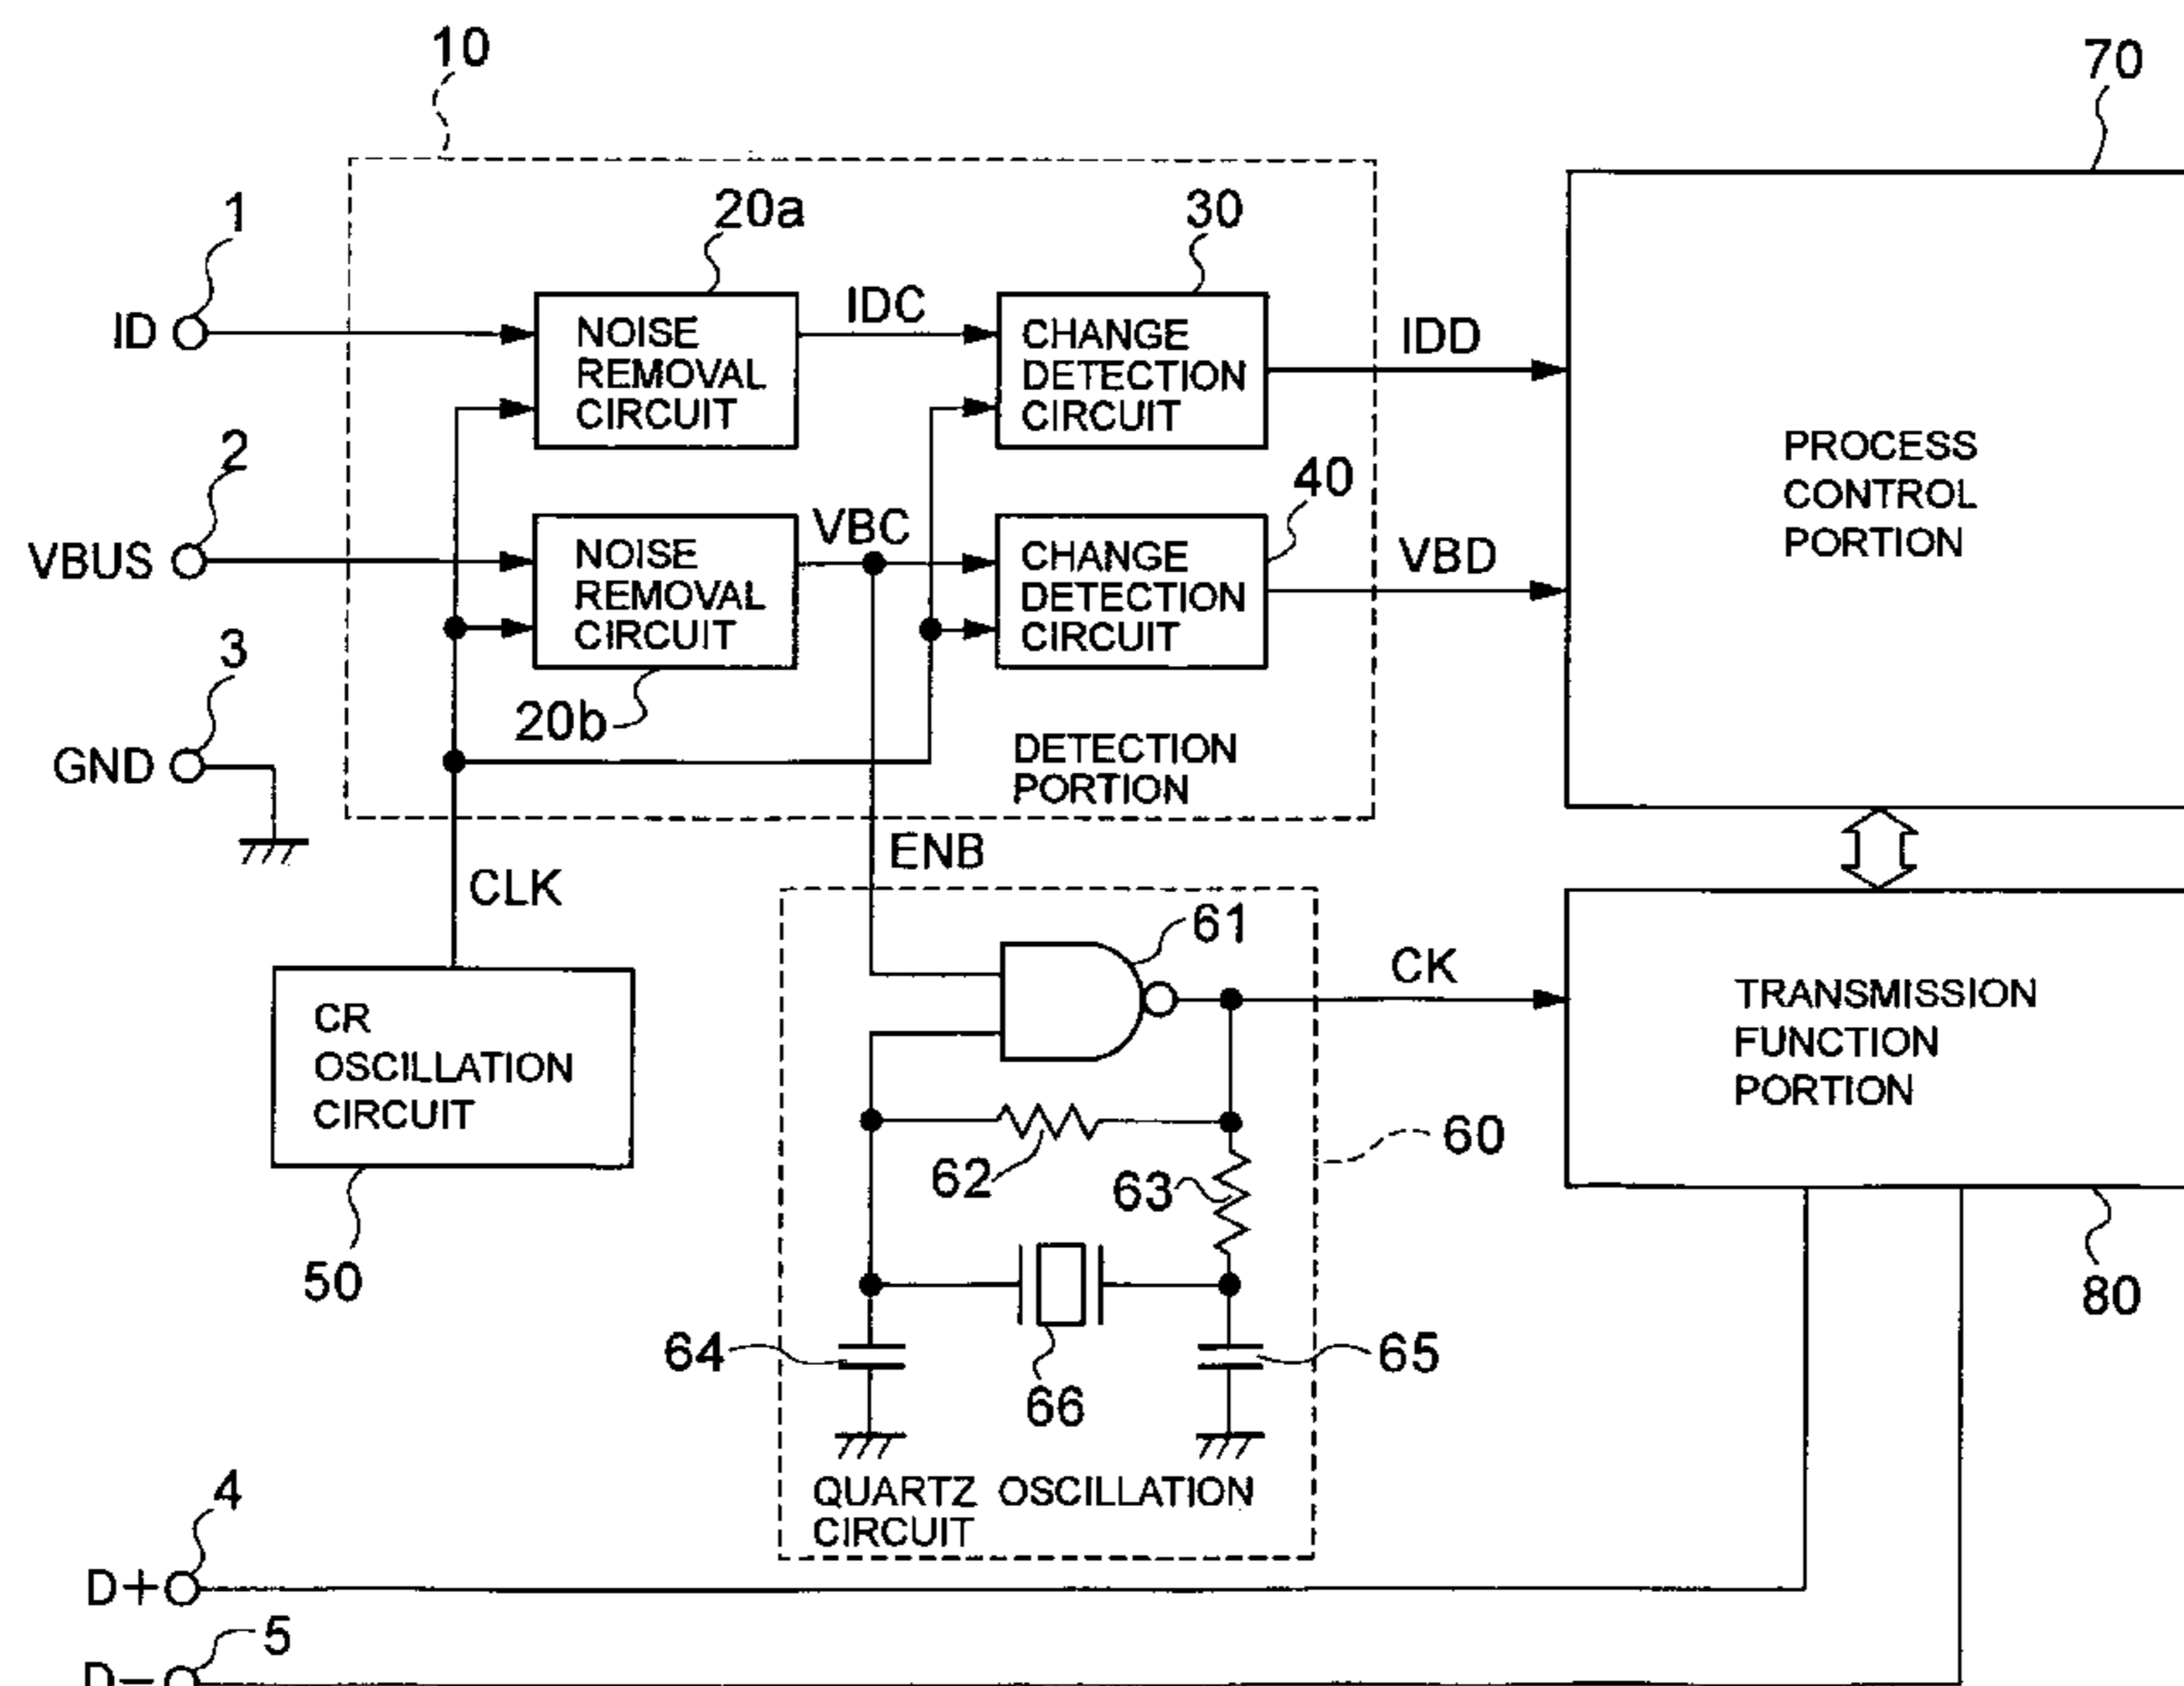 10
70
1
20a
30
ID
NOISE
REMOVAL
CIRCUIT
IDC
CHANGE
DETECTION
CIRCUIT
IDD
PROCESS
CONTROL
PORTION
2
40
VBUS
NOISE
REMOVAL
CIRCUIT
VBC
CHANGE
DETECTION
CIRCUIT
VBD
3
20b
GND
DETECTION
PORTION
ENB
CLK
61
CK
CR
OSCILLATION
CIRCUIT
TRANSMISSION
FUNCTION
PORTION
60
62
63
50
80
64
66
65
QUARTZ OSCILLATION
CIRCUIT
4
D+
5
D−